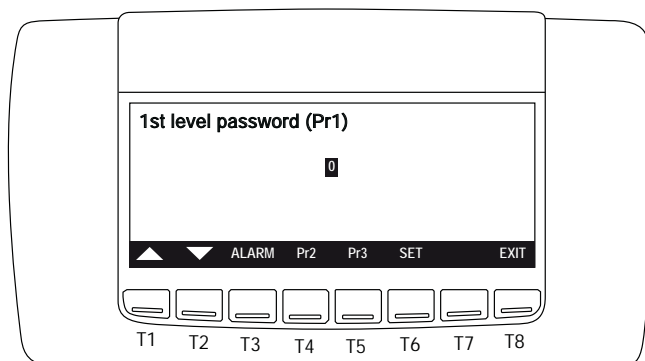 1st level password (Pr1)
0
ALARM Pr2 Pr3 SET EXIT
T1 T2 T3 T4 T5 T6 T7 T8